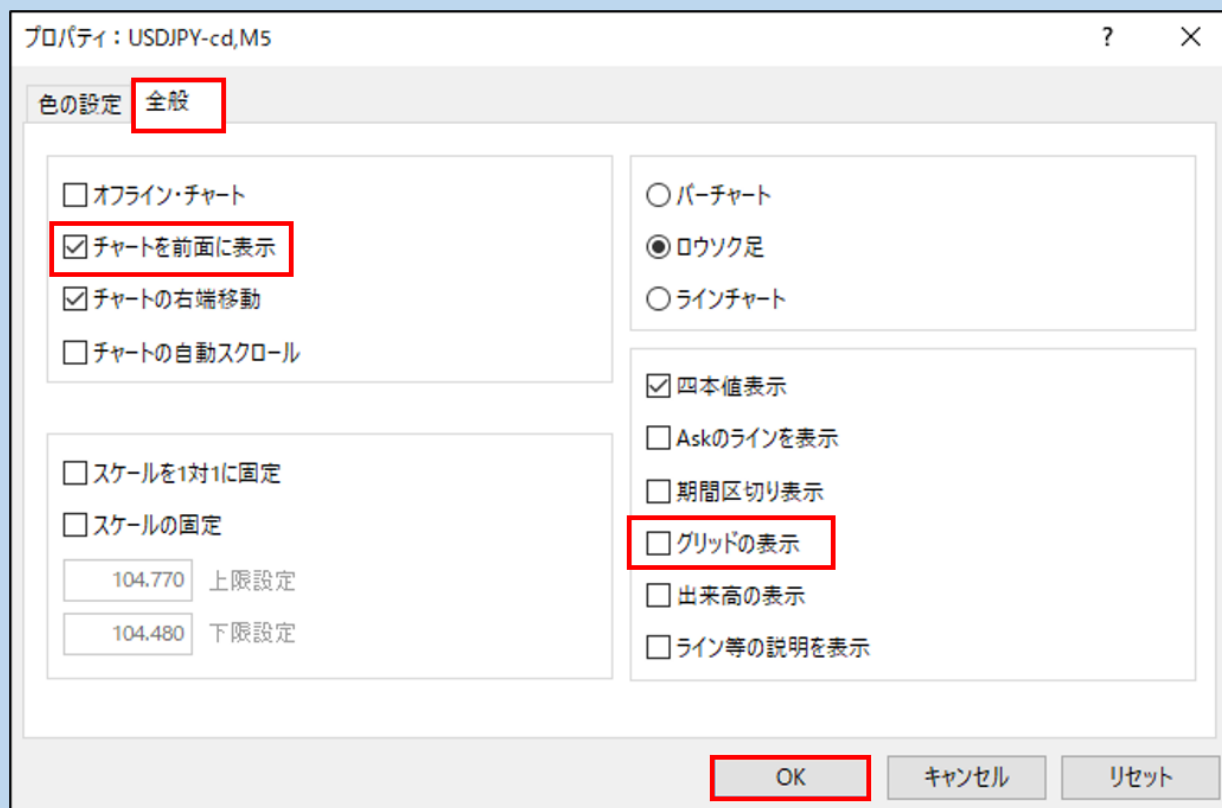 プロパティ：USDJPY-cd,M5
? ×
色の設定 全般
オフライン・チャート
チャートを前面に表示
チャートの右端移動
チャートの自動スクロール
スケールを1対1に固定
スケールの固定
104.770 上限設定
104.480 下限設定
バーチャート
ロウソク足
ラインチャート
四本値表示
Askのラインを表示
期間区切り表示
グリッドの表示
出来高の表示
ライン等の説明を表示
OK キャンセル リセット